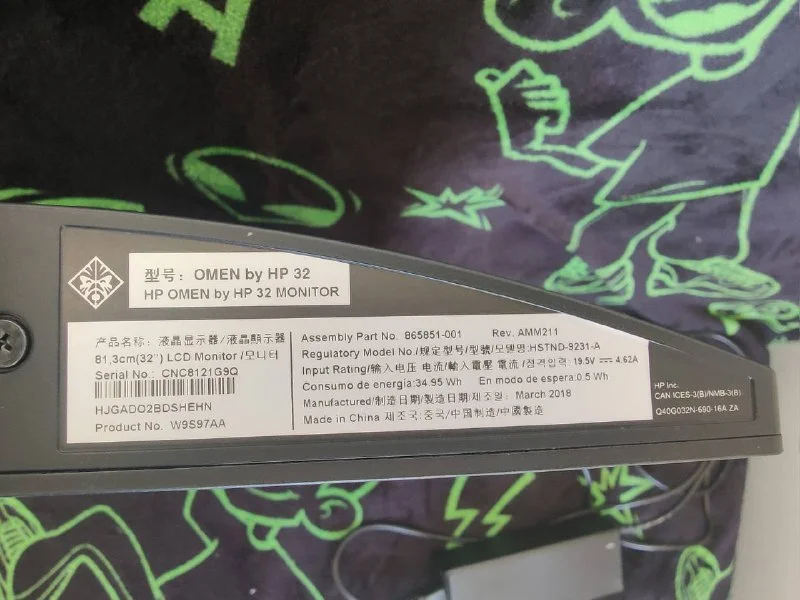 型号: OMEN by HP 32
HP OMEN by HP 32 MONITOR
产品名称: 液晶显示器/液晶顯示器
81,3cm(32") LCD Monitor /모니터
Serial No.: CNC8121G9Q
HJGADO2BDSHEHN
Product No. W9S97AA
Assembly Part No. 865851-001 Rev. AMM211
Regulatory Model No./规定型号/型號/모델명:HSTND-9231-A
Input Rating/输入电压 电流/輸入電壓 電流 /정격입력: 19.5V⎓4.62A
Consumo de energía:34.95 Wh En modo de espera:0.5 Wh
Manufactured/制造日期/製造日期/제조일: March 2018
Made in China 제조국:중국/中国制造/中國製造
HP Inc.
CAN ICES-3(B)/NMB-3(B)
Q40G032N-690-16A ZA